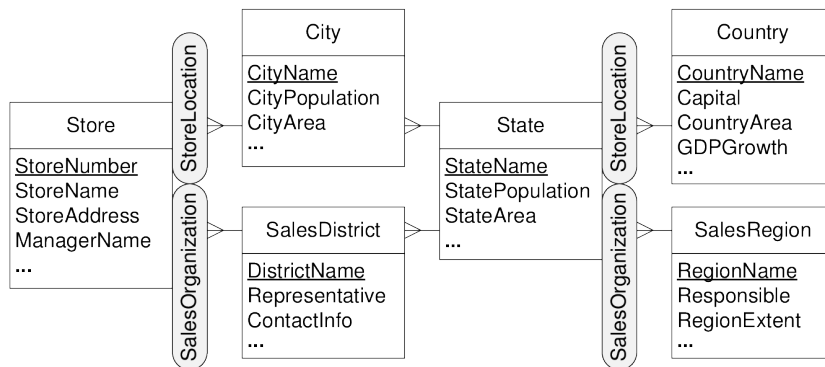 City
CityName
CityPopulation
CityArea
...
Country
CountryName
Capital
CountryArea
GDPGrowth
...
StoreLocation
StoreLocation
Store
StoreNumber
StoreName
StoreAddress
ManagerName
...
State
StateName
StatePopulation
StateArea
...
SalesOrganization
SalesOrganization
SalesDistrict
DistrictName
Representative
ContactInfo
...
SalesRegion
RegionName
Responsible
RegionExtent
...